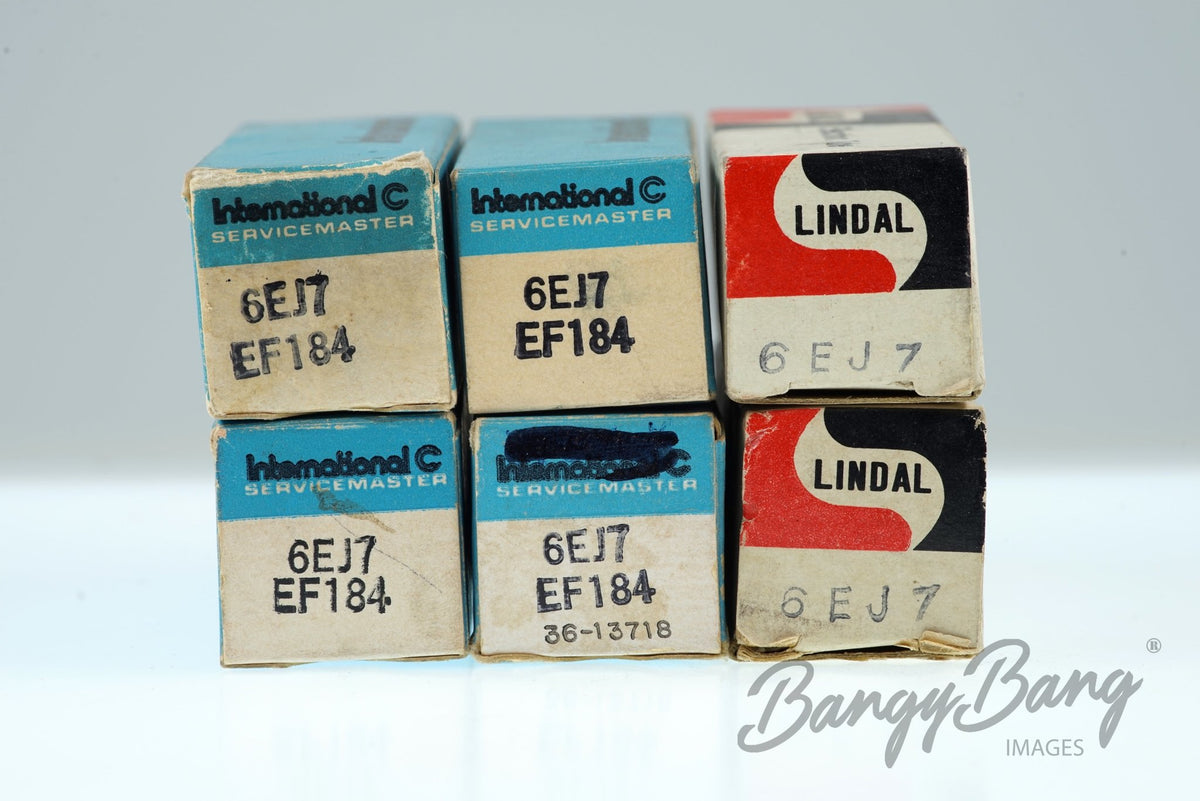 International C
SERVICEMASTER
6EJ7
EF184
International C
SERVICEMASTER
6EJ7
EF184
LINDAL
6EJ7
International C
SERVICEMASTER
6EJ7
EF184
International C
SERVICEMASTER
6EJ7
EF184
36-13718
LINDAL
6EJ7
BangyBang®
IMAGES